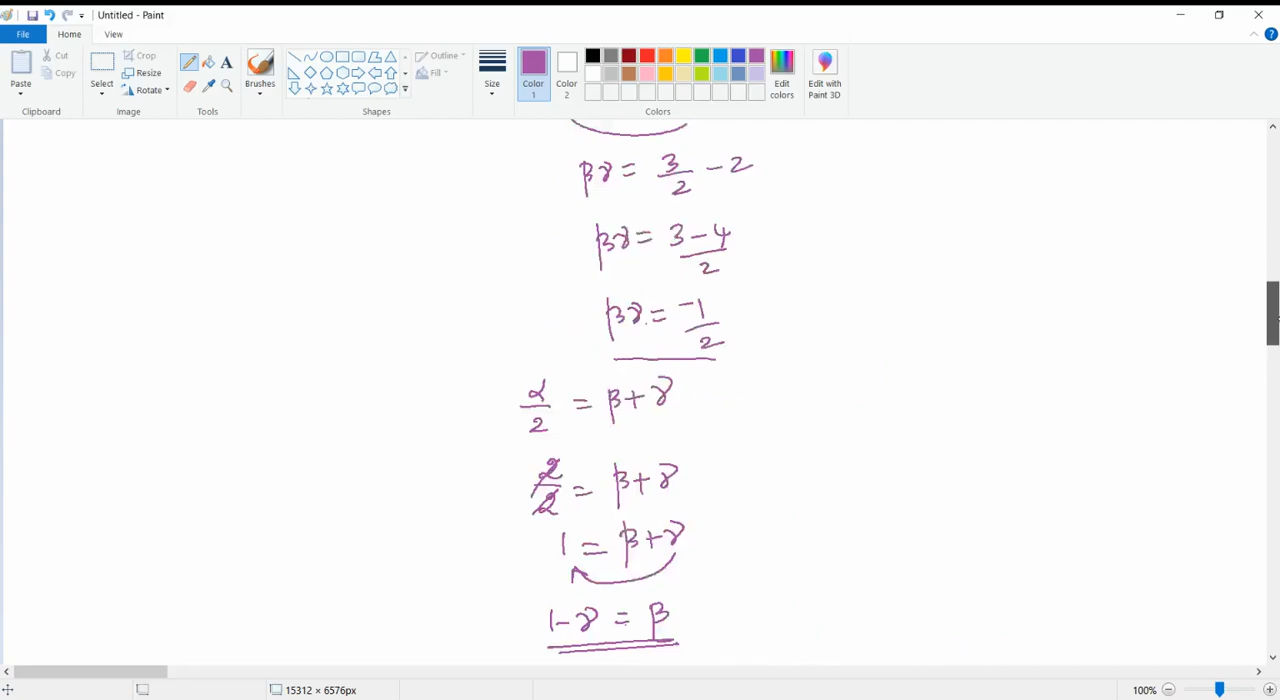 Untitled - Paint
File Home View
Paste Cut Copy Clipboard
Select Crop Resize Rotate Image
Tools
Brushes
Outline Fill Shapes
Size
Color 1 Color 2 Edit colors Colors
Edit with Paint 3D
βγ = 3/2 - 2
βγ = 3 - 4/2
βγ = -1/2
α/2 = β + γ
2/2 = β + γ
1 = β + γ
1 - γ = β
15312 × 6576px 100%